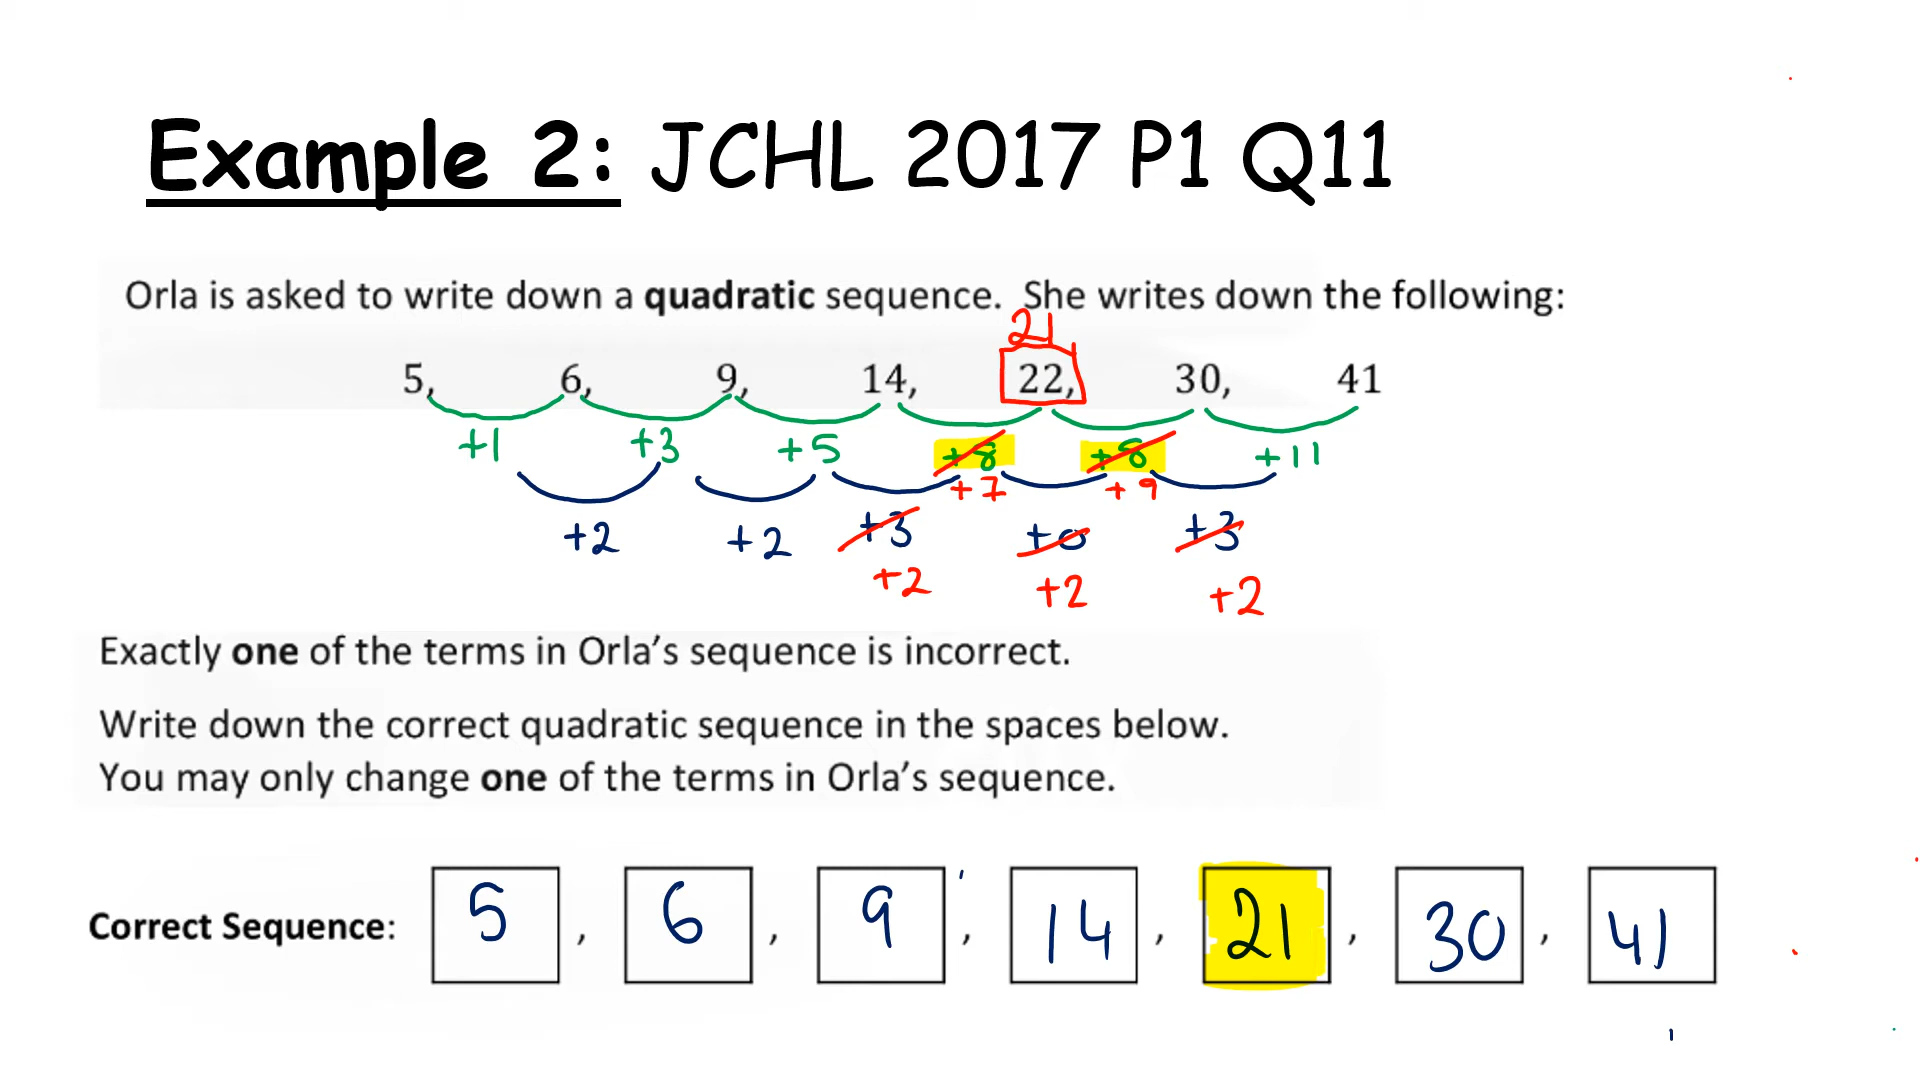 Example 2: JCHL 2017 P1 Q11
Orla is asked to write down a quadratic sequence. She writes down the following:
21
5, 6, 9, 14, 22, 30, 41
+1 +3 +5 +8 +8 +11
+7 +9
+2 +2 +3 +0 +3
+2 +2 +2
Exactly one of the terms in Orla's sequence is incorrect.
Write down the correct quadratic sequence in the spaces below.
You may only change one of the terms in Orla's sequence.
Correct Sequence: 5 , 6 , 9 , 14 , 21 , 30 , 41